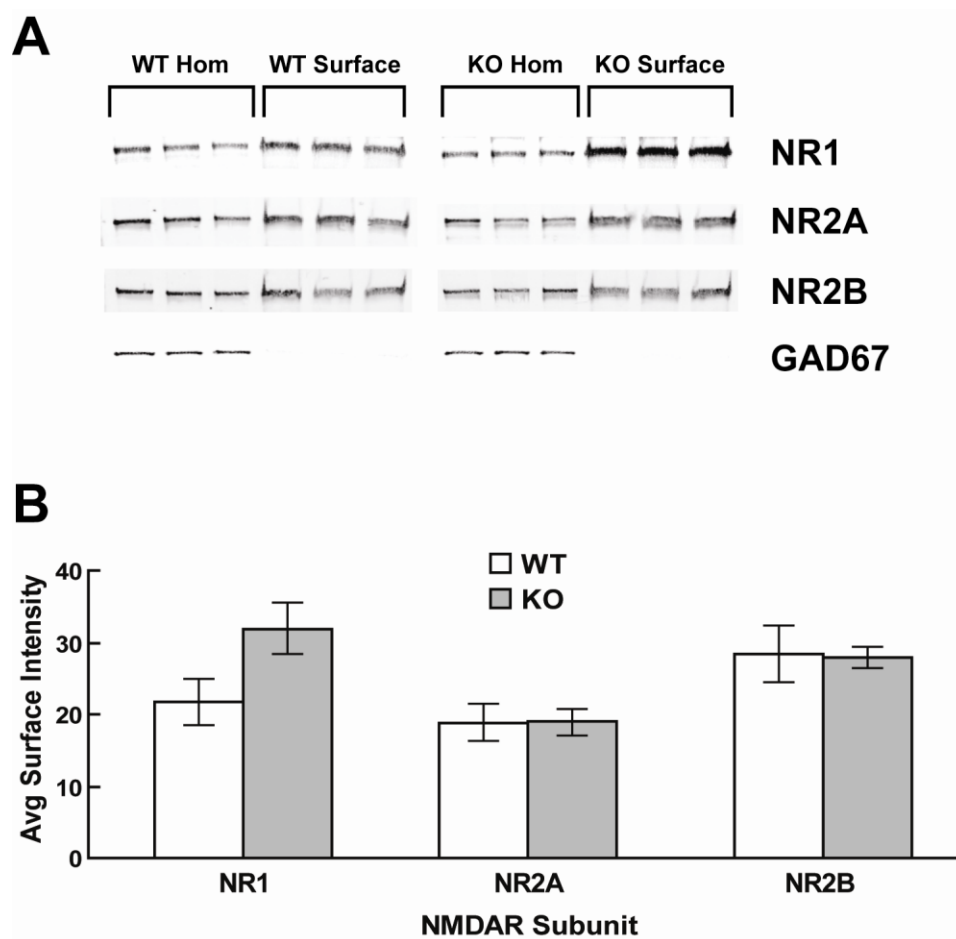 A
WT Hom WT Surface KO Hom KO Surface
NR1
NR2A
NR2B
GAD67
B
Avg Surface Intensity
40
30
20
10
0
WT
KO
NR1 NR2A NR2B
NMDAR Subunit